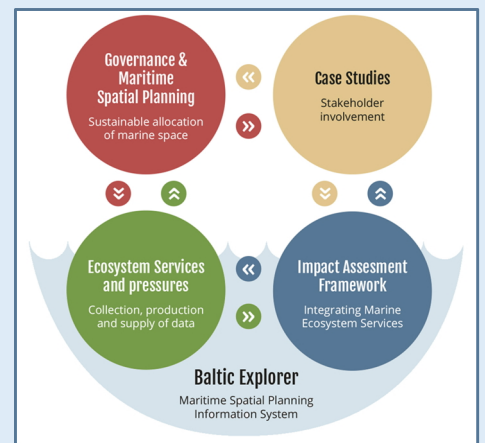 Governance &
Maritime
Spatial Planning
Sustainable allocation
of marine space
Case Studies
Stakeholder
involvement
Ecosystem Services
and pressures
Collection, production
and supply of data
Impact Assesment
Framework
Integrating Marine
Ecosystem Services
Baltic Explorer
Maritime Spatial Planning
Information System